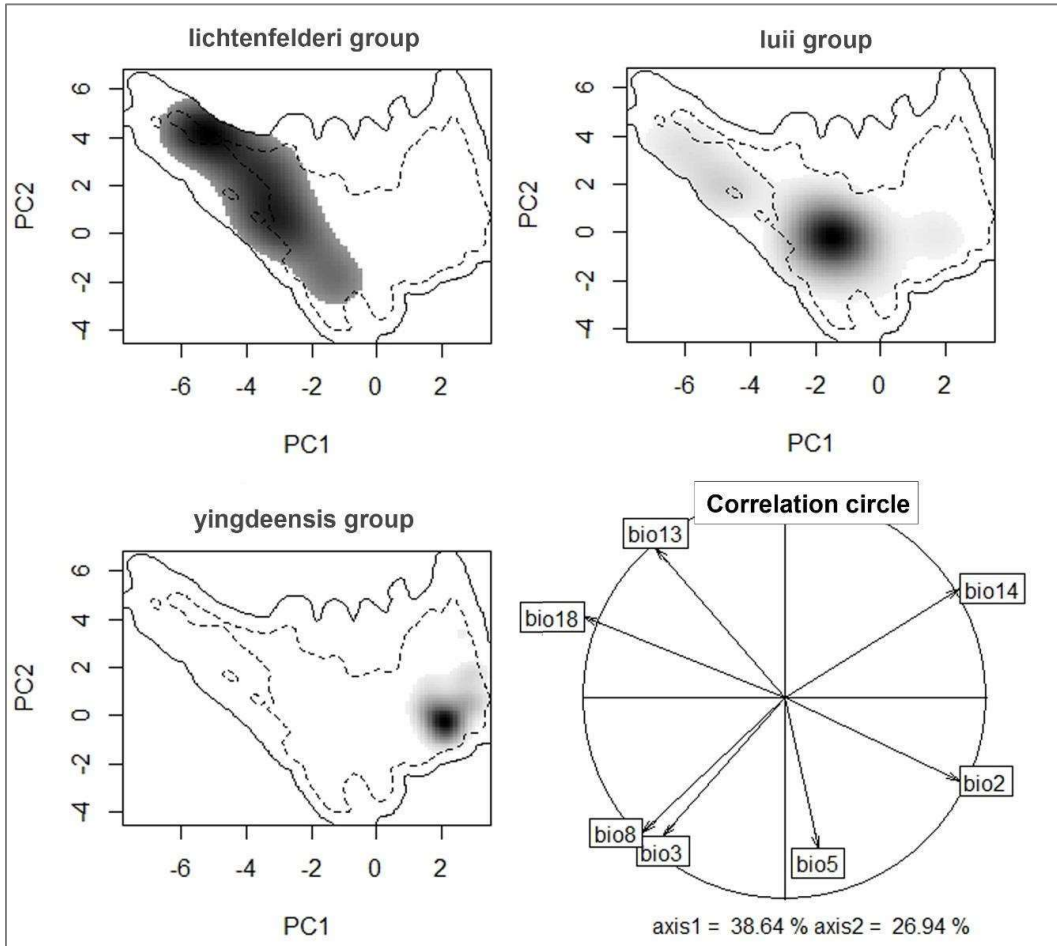 lichtenfelderi group
6
4
2
0
-2
-4
PC2
-6 -4 -2 0 2
PC1
luii group
6
4
2
0
-2
-4
PC2
-6 -4 -2 0 2
PC1
yingdeensis group
6
4
2
0
-2
-4
PC2
-6 -4 -2 0 2
PC1
Correlation circle
bio13
bio14
bio18
bio2
bio8
bio3
bio5
axis1 = 38.64 % axis2 = 26.94 %